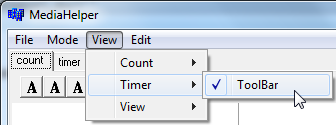 MediaHelper
File Mode View Edit
count timer
A A A
Count
Timer
ToolBar
View